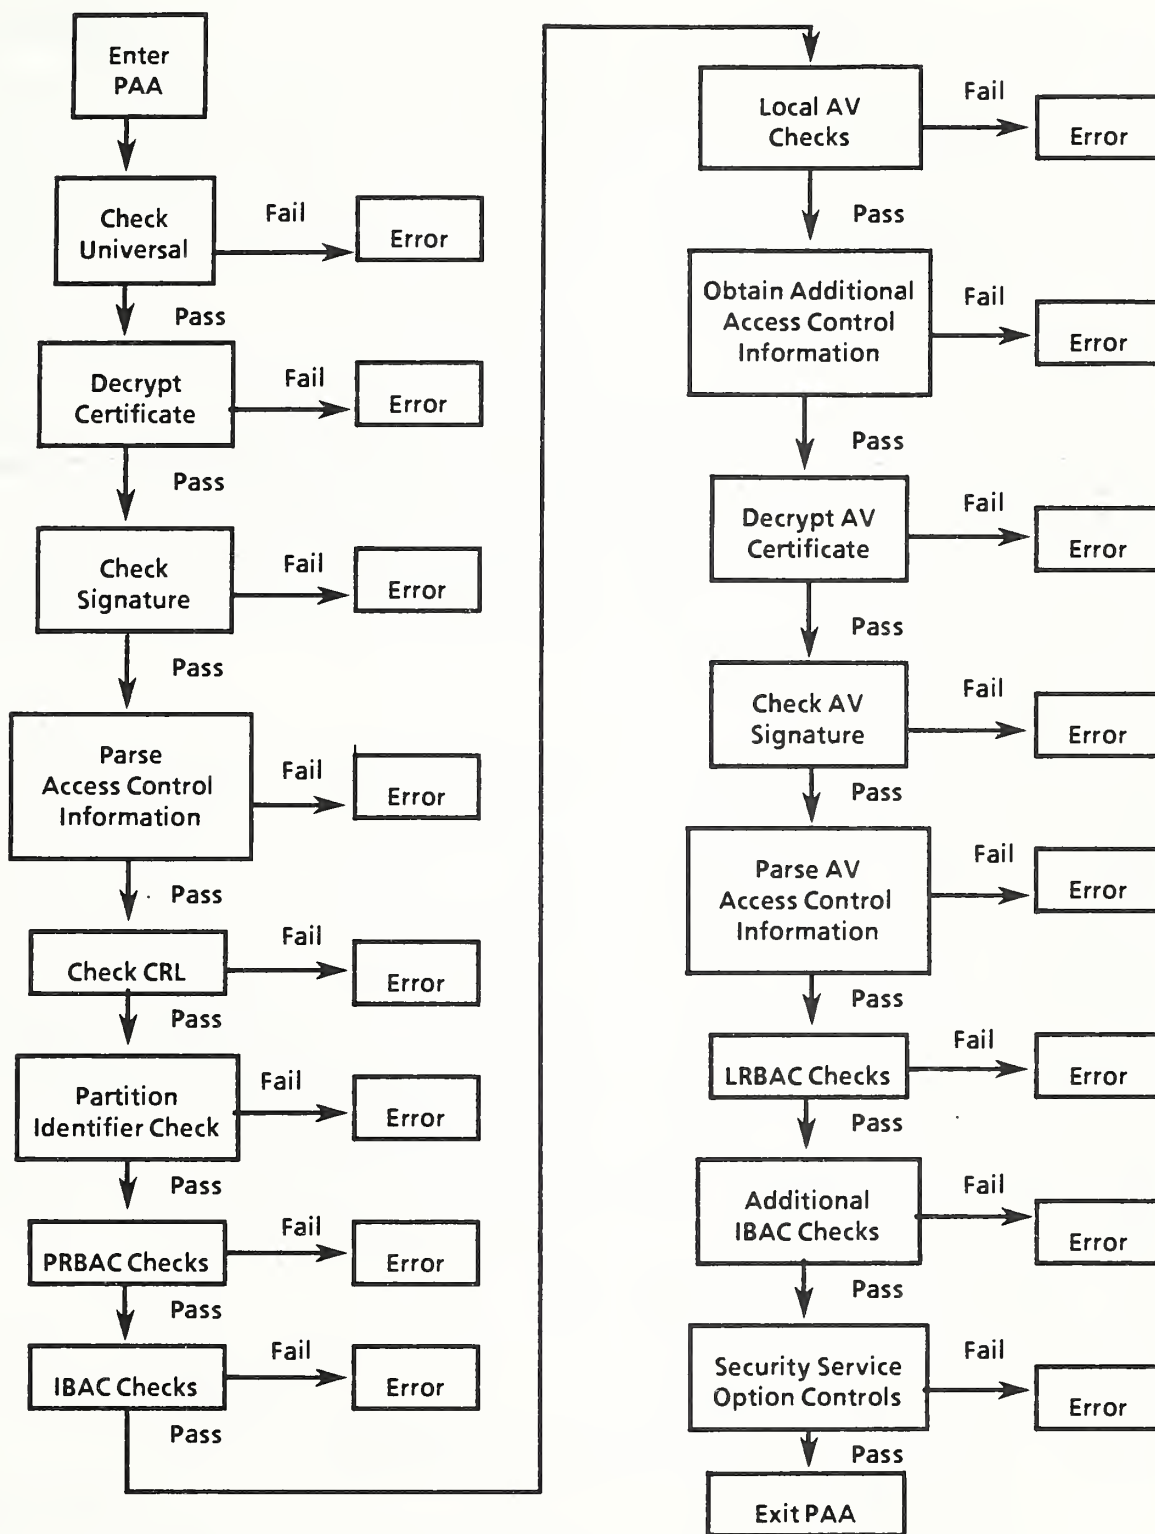 Enter
PAA
Check
Universal
Fail
Error
Pass
Decrypt
Certificate
Fail
Error
Pass
Check
Signature
Fail
Error
Pass
Parse
Access Control
Information
Fail
Error
Pass
Check CRL
Fail
Error
Pass
Partition
Identifier Check
Fail
Error
Pass
PRBAC Checks
Fail
Error
Pass
IBAC Checks
Fail
Error
Pass
Local AV
Checks
Fail
Error
Pass
Obtain Additional
Access Control
Information
Fail
Error
Pass
Decrypt AV
Certificate
Fail
Error
Pass
Check AV
Signature
Fail
Error
Pass
Parse AV
Access Control
Information
Fail
Error
Pass
LRBAC Checks
Fail
Error
Pass
Additional
IBAC Checks
Fail
Error
Pass
Security Service
Option Controls
Fail
Error
Pass
Exit PAA